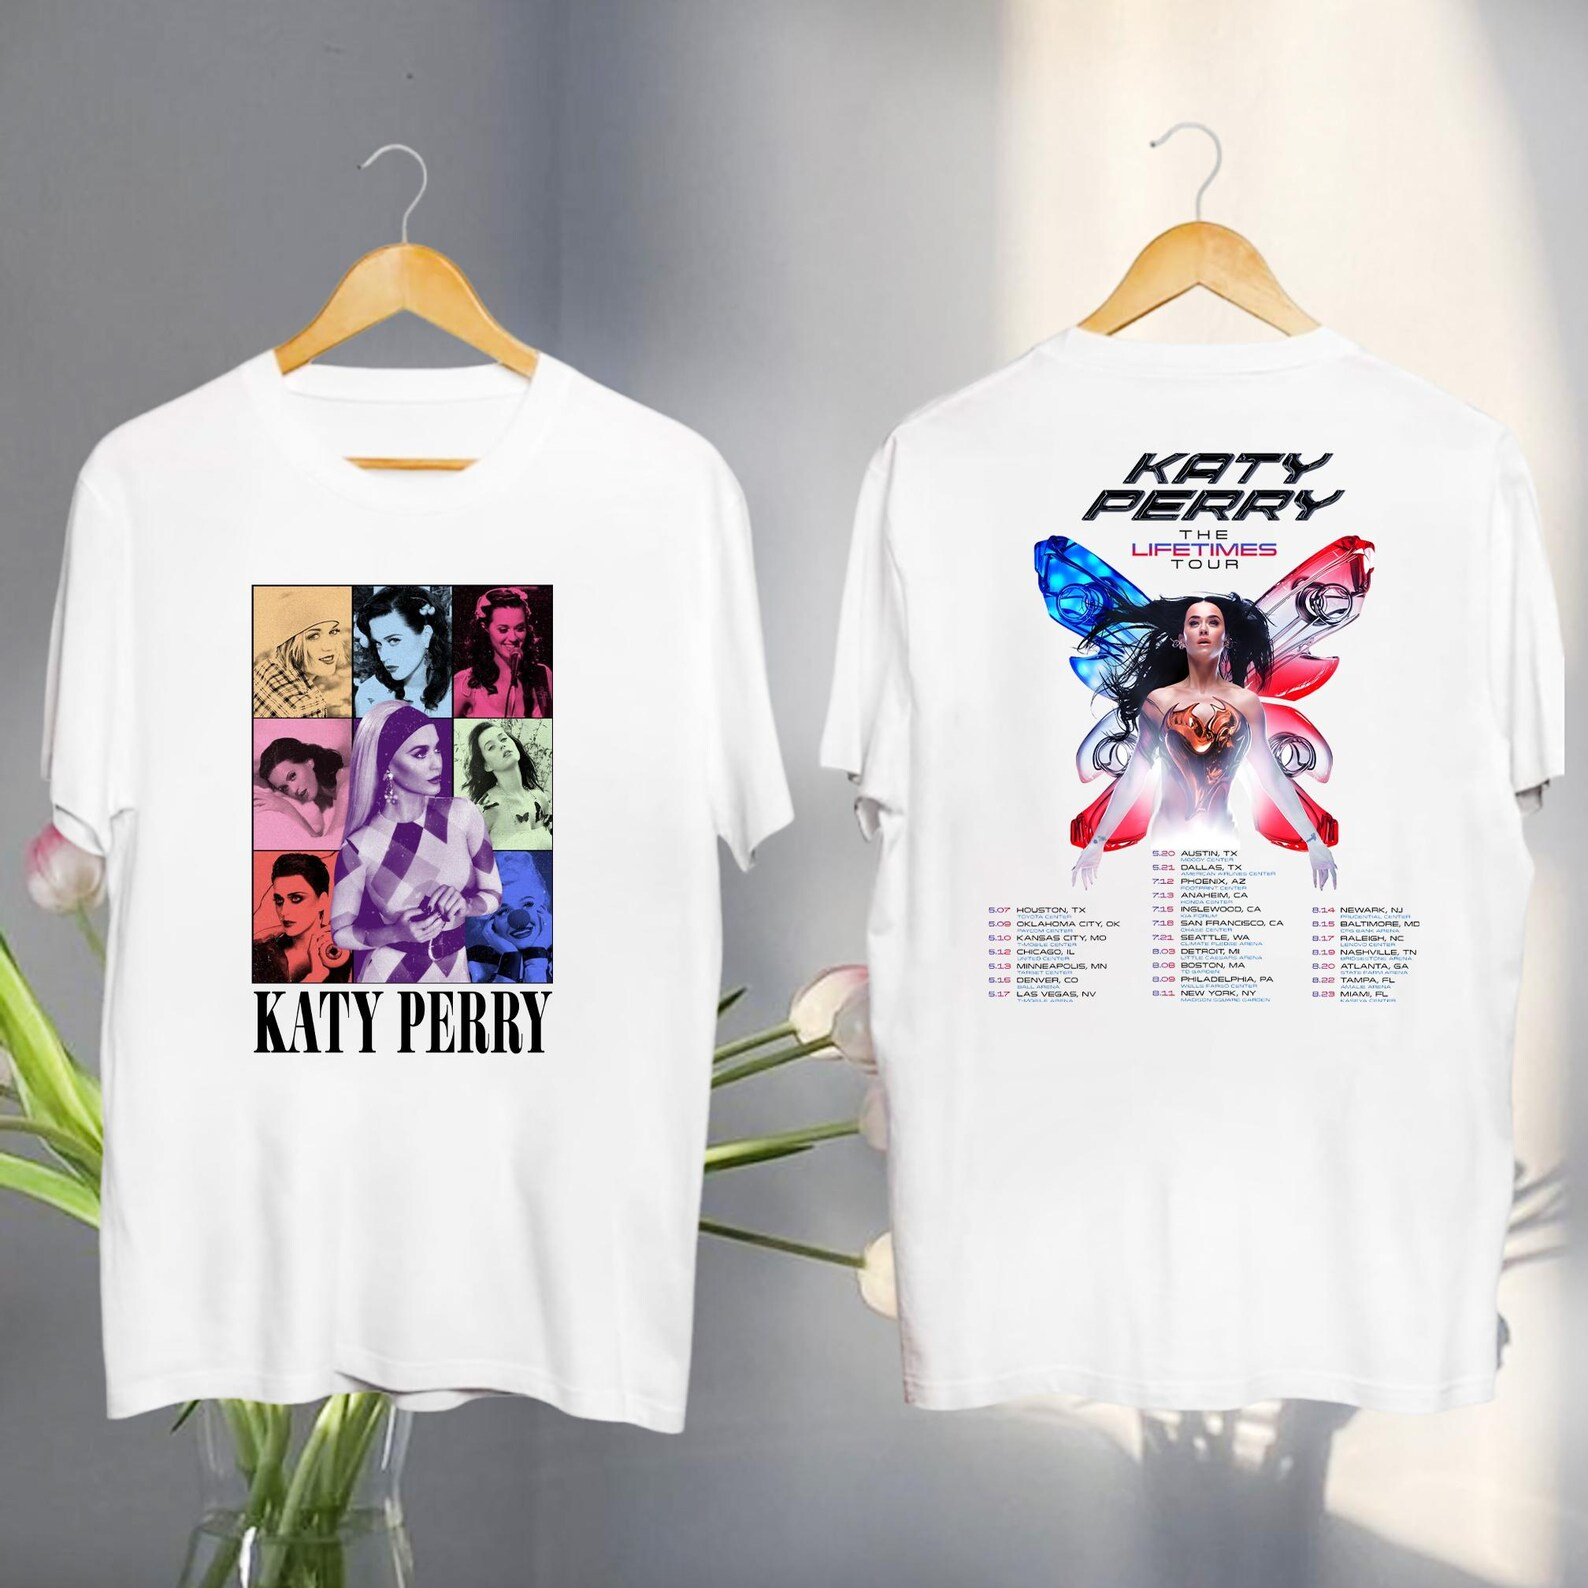 KATY PERRY
KATY
PERRY
THE
LIFETIMES
TOUR
5.07 HOUSTON, TX
TOYOTA CENTER
5.09 OKLAHOMA CITY, OK
PAYCOM CENTER
5.10 KANSAS CITY, MO
T-MOBILE CENTER
5.12 CHICAGO, IL
UNITED CENTER
5.13 MINNEAPOLIS, MN
TARGET CENTER
5.16 DENVER, CO
BALL ARENA
5.17 LAS VEGAS, NV
T-MOBILE ARENA
5.20 AUSTIN, TX
MOODY CENTER
5.21 DALLAS, TX
AMERICAN AIRLINES CENTER
7.12 PHOENIX, AZ
FOOTPRINT CENTER
7.13 ANAHEIM, CA
HONDA CENTER
7.15 INGLEWOOD, CA
KIA FORUM
7.18 SAN FRANCISCO, CA
CHASE CENTER
7.21 SEATTLE, WA
CLIMATE PLEDGE ARENA
8.03 DETROIT, MI
LITTLE CAESARS ARENA
8.08 BOSTON, MA
TD GARDEN
8.09 PHILADELPHIA, PA
WELLS FARGO CENTER
8.11 NEW YORK, NY
MADISON SQUARE GARDEN
8.14 NEWARK, NJ
PRUDENTIAL CENTER
8.15 BALTIMORE, MD
CFG BANK ARENA
8.17 RALEIGH, NC
LENOVO CENTER
8.19 NASHVILLE, TN
BRIDGESTONE ARENA
8.20 ATLANTA, GA
STATE FARM ARENA
8.22 TAMPA, FL
AMALIE ARENA
8.23 MIAMI, FL
KASEYA CENTER